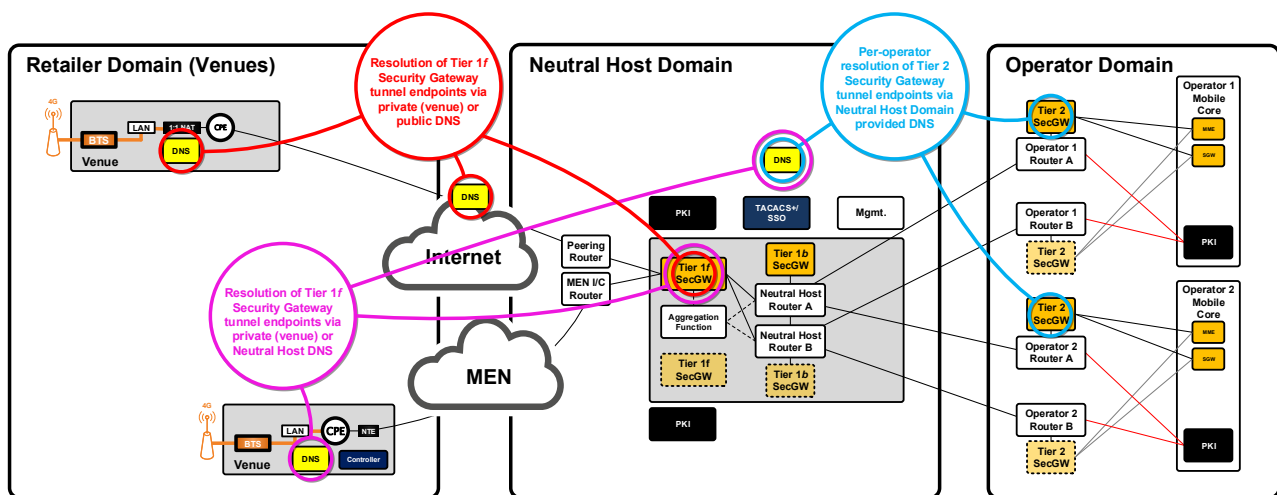 Retailer Domain (Venues)
4G
BTS
LAN
1:1 NAT
CPE
DNS
Venue
Resolution of Tier 1f
Security Gateway
tunnel endpoints via
private (venue) or
public DNS
DNS
Internet
Resolution of Tier 1f
Security Gateway
tunnel endpoints via
private (venue) or
Neutral Host DNS
MEN
4G
BTS
LAN
CPE
NTE
DNS
Controller
Venue
Neutral Host Domain
DNS
PKI
TACACS+/
SSO
Mgmt.
Peering
Router
MEN I/C
Router
Tier 1f
SecGW
Tier 1b
SecGW
Neutral Host
Router A
Aggregation
Function
Neutral Host
Router B
Tier 1f
SecGW
Tier 1b
SecGW
PKI
Per-operator
resolution of Tier 2
Security Gateway
tunnel endpoints via
Neutral Host Domain
provided DNS
Operator Domain
Tier 2
SecGW
Operator 1
Router A
Operator 1
Router B
Tier 2
SecGW
Operator 1
Mobile
Core
MME
SGW
PKI
Tier 2
SecGW
Operator 2
Router A
Operator 2
Router B
Tier 2
SecGW
Operator 2
Mobile
Core
MME
SGW
PKI